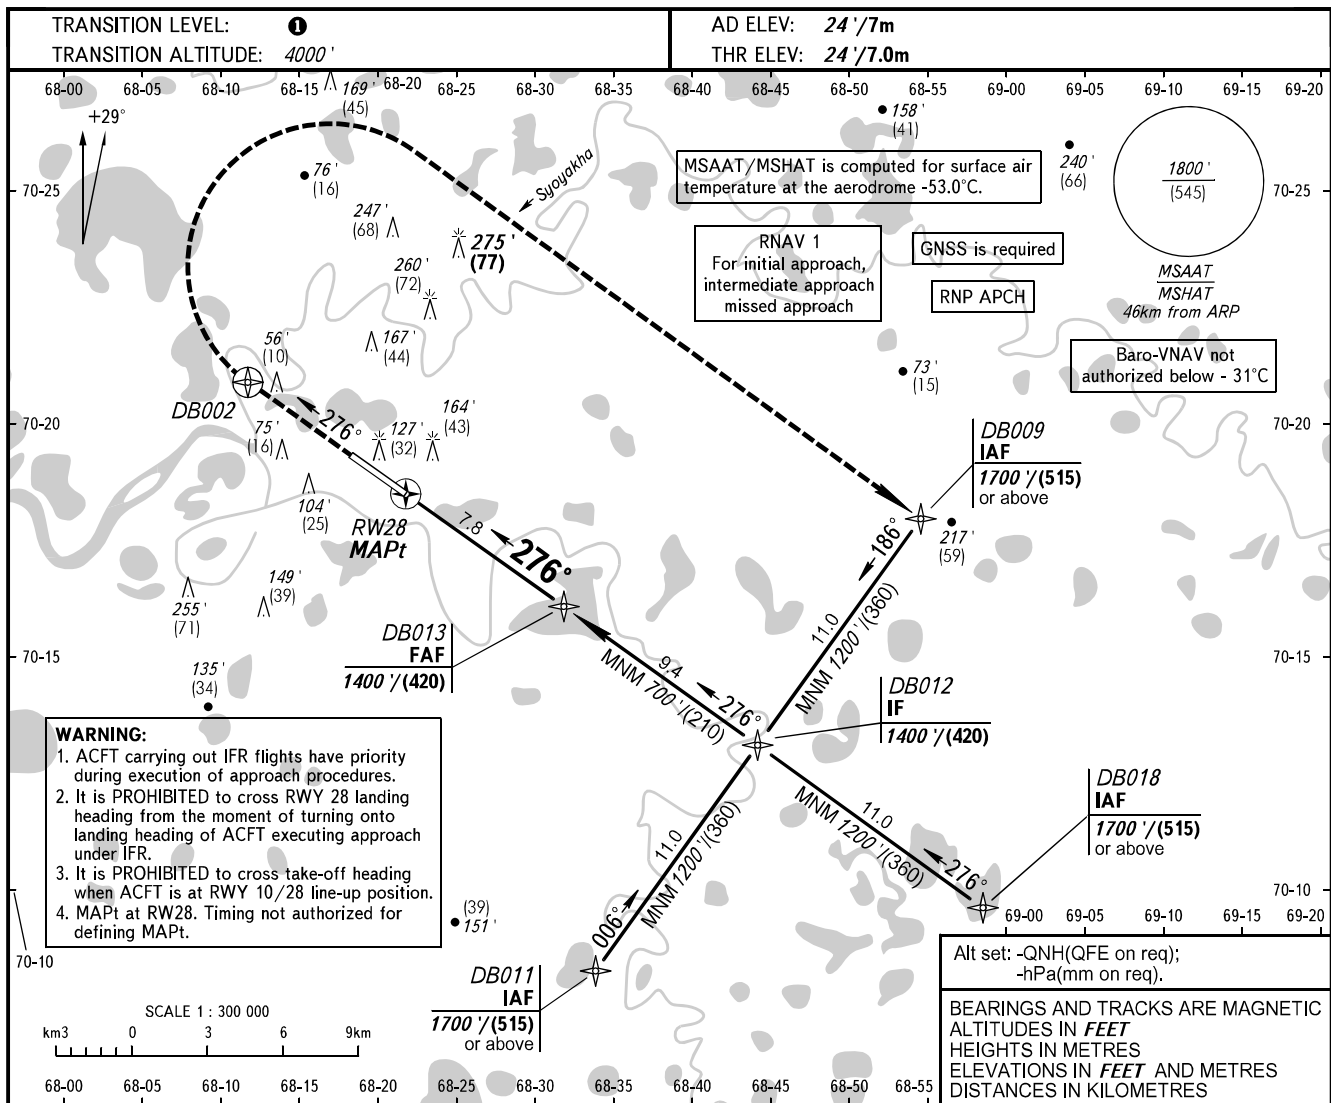 TRANSITION LEVEL: ❶
TRANSITION ALTITUDE: 4000 '
AD ELEV: 24 '/7m
THR ELEV: 24 '/7.0m
68-00 68-05 68-10 68-15 68-20 68-25 68-30 68-35 68-40 68-45 68-50 68-55 69-00 69-05 69-10 69-15 69-20
+29°
169 '
(45)
158 '
(41)
240 '
(66)
1800 '
(545)
MSAAT
MSHAT
46km from ARP
MSAAT/MSHAT is computed for surface air
temperature at the aerodrome -53.0°C.
70-25
70-25
76 '
(16)
Syoyakha
247 '
(68)
275 '
(77)
260 '
(72)
RNAV 1
For initial approach,
intermediate approach
missed approach
GNSS is required
RNP APCH
Baro-VNAV not
authorized below - 31°C
56 '
(10)
167 '
(44)
73 '
(15)
DB002
276°
70-20
70-20
75 '
(16)
127 '
(32)
164 '
(43)
104 '
(25)
RW28
MAPt
7.8
276°
DB009
IAF
1700 '/(515)
or above
217 '
(59)
186°
11.0
MNM 1200 '/(360)
255 '
(71)
149 '
(39)
DB013
FAF
1400 '/(420)
70-15
70-15
9.4
MNM 700 '/(210)
276°
DB012
IF
1400 '/(420)
135 '
(34)
WARNING:
1. ACFT carrying out IFR flights have priority
during execution of approach procedures.
2. It is PROHIBITED to cross RWY 28 landing
heading from the moment of turning onto
landing heading of ACFT executing approach
under IFR.
3. It is PROHIBITED to cross take-off heading
when ACFT is at RWY 10/28 line-up position.
4. MAPt at RW28. Timing not authorized for
defining MAPt.
11.0
MNM 1200 '/(360)
006°
11.0
MNM 1200 '/(360)
276°
DB018
IAF
1700 '/(515)
or above
70-10
70-10
(39)
151 '
69-00 69-05 69-10 69-15 69-20
DB011
IAF
1700 '/(515)
or above
SCALE 1 : 300 000
km3 0 3 6 9km
Alt set: -QNH(QFE on req);
-hPa(mm on req).
BEARINGS AND TRACKS ARE MAGNETIC
ALTITUDES IN FEET
HEIGHTS IN METRES
ELEVATIONS IN FEET AND METRES
DISTANCES IN KILOMETRES
68-00 68-05 68-10 68-15 68-20 68-25 68-30 68-35 68-40 68-45 68-50 68-55